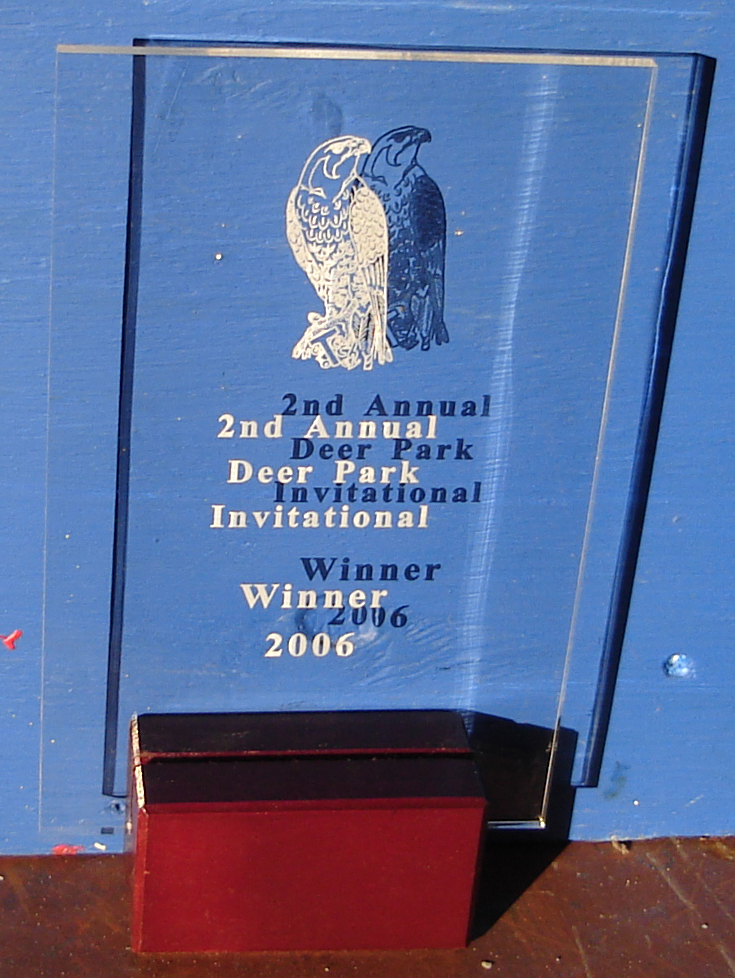 2nd Annual
Deer Park
Invitational
Winner
2006